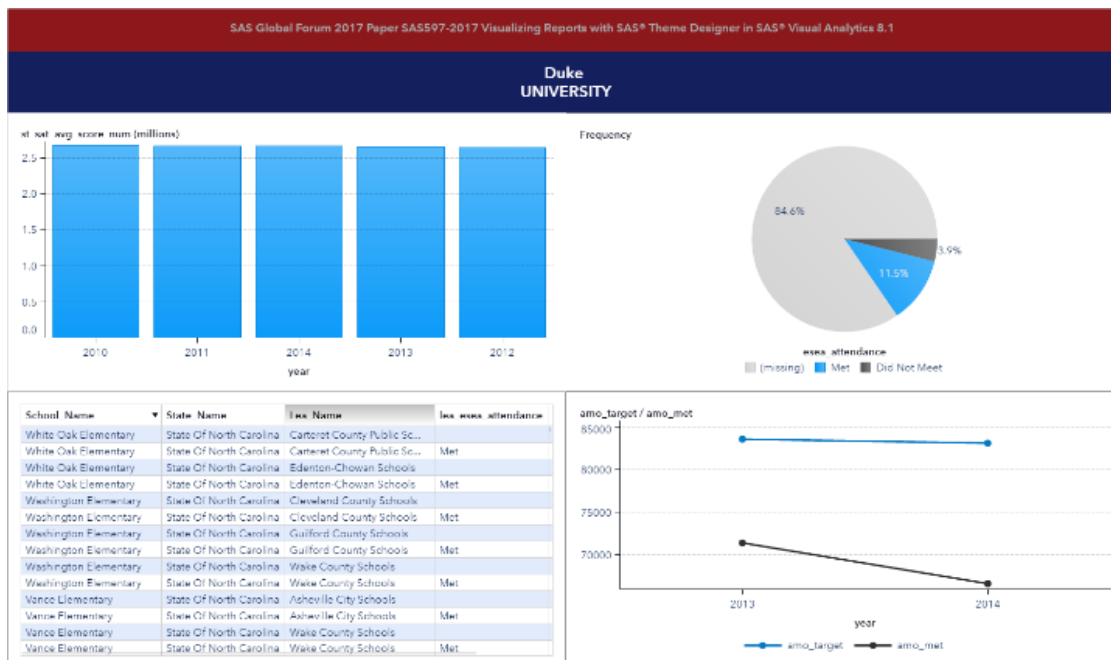 SAS Global Forum 2017 Paper SAS597-2017 Visualizing Reports with SAS® Theme Designer in SAS® Visual Analytics 8.1
Duke
UNIVERSITY
st_sat_avg_score_num (millions)
2.5
2.0
1.5
1.0
0.5
0.0
2010 2011 2014 2013 2012
year
Frequency
84.6%
3.9%
11.5%
esea_attendance
(missing) Met Did Not Meet
School_Name ▼ State_Name Lea_Name lea_esea_attendance
White Oak Elementary State Of North Carolina Carteret County Public Sc...
White Oak Elementary State Of North Carolina Carteret County Public Sc... Met
White Oak Elementary State Of North Carolina Edenton-Chowan Schools
White Oak Elementary State Of North Carolina Edenton-Chowan Schools Met
Washington Elementary State Of North Carolina Cleveland County Schools
Washington Elementary State Of North Carolina Cleveland County Schools Met
Washington Elementary State Of North Carolina Guilford County Schools
Washington Elementary State Of North Carolina Guilford County Schools Met
Washington Elementary State Of North Carolina Wake County Schools
Washington Elementary State Of North Carolina Wake County Schools Met
Vance Elementary State Of North Carolina Asheville City Schools
Vance Elementary State Of North Carolina Asheville City Schools Met
Vance Elementary State Of North Carolina Wake County Schools
Vance Elementary State Of North Carolina Wake County Schools Met
amo_target / amo_met
85000
80000
75000
70000
2013 2014
year
amo_target amo_met